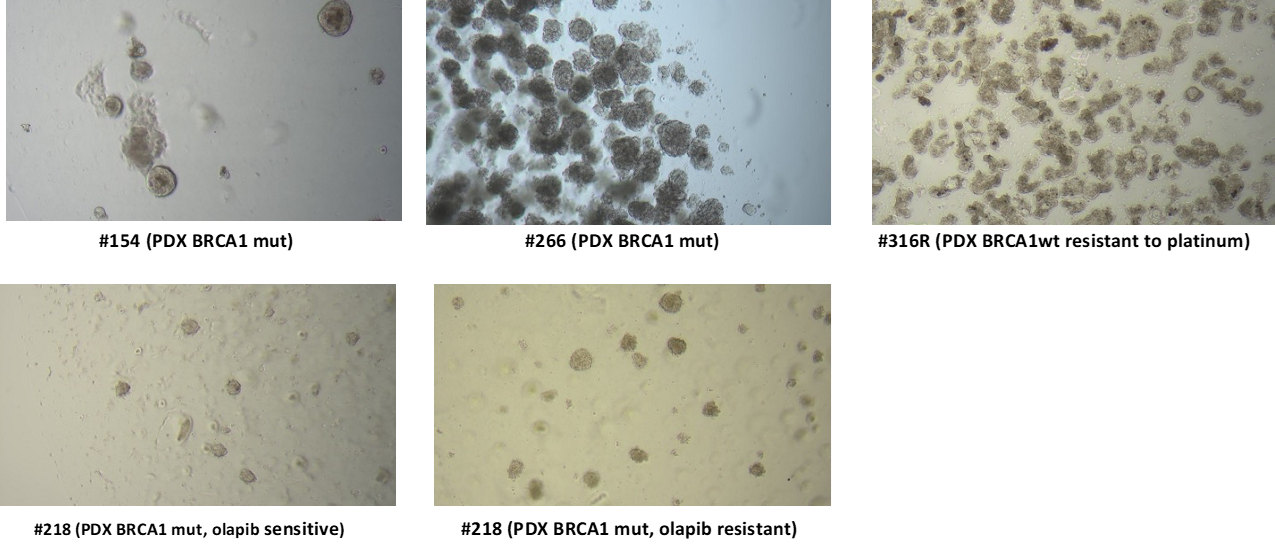 #154 (PDX BRCA1 mut)
#266 (PDX BRCA1 mut)
#316R (PDX BRCA1wt resistant to platinum)
#218 (PDX BRCA1 mut, olapib sensitive)
#218 (PDX BRCA1 mut, olapib resistant)